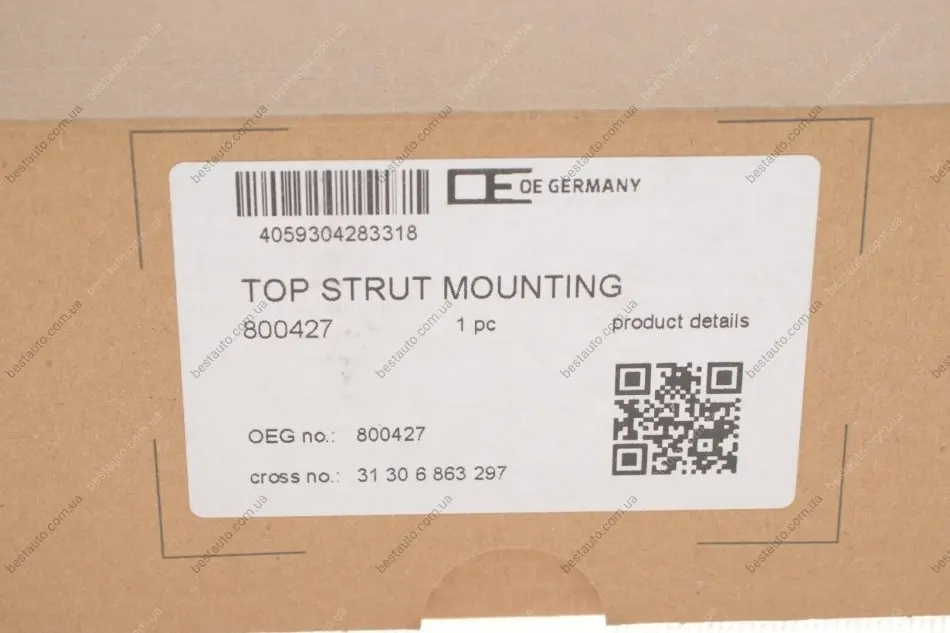 OE GERMANY
4059304283318
TOP STRUT MOUNTING
800427 1 pc product details
OEG no.: 800427
cross no.: 31 30 6 863 297
bestauto.com.ua